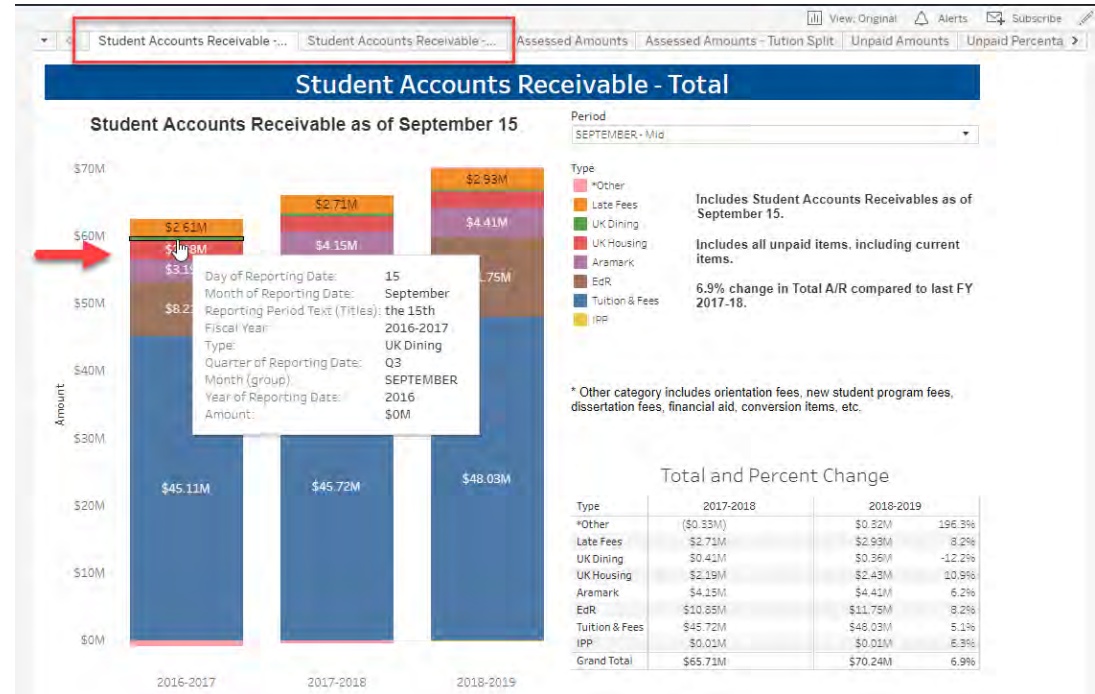 View: Original Alerts Subscribe
Student Accounts Receivable -... Student Accounts Receivable -... Assessed Amounts Assessed Amounts - Tution Split Unpaid Amounts Unpaid Percenta
Student Accounts Receivable - Total
Student Accounts Receivable as of September 15
Period
SEPTEMBER - Mid
Type
*Other
Late Fees
UK Dining
UK Housing
Aramark
EdR
Tuition & Fees
IPP
Includes Student Accounts Receivables as of
September 15.
Includes all unpaid items, including current
items.
6.9% change in Total A/R compared to last FY
2017-18.
* Other category includes orientation fees, new student program fees,
dissertation fees, financial aid, conversion items, etc.
Amount
$70M
$60M
$50M
$40M
$30M
$20M
$10M
$0M
$2.61M
$45.11M
$2.71M
$4.15M
$45.72M
$2.93M
$4.41M
$48.03M
2016-2017 2017-2018 2018-2019
Day of Reporting Date: 15
Month of Reporting Date: September
Reporting Period Text (Titles): the 15th
Fiscal Year: 2016-2017
Type: UK Dining
Quarter of Reporting Date: Q3
Month (group): SEPTEMBER
Year of Reporting Date: 2016
Amount: $0M
Total and Percent Change
Type 2017-2018 2018-2019
*Other ($0.33M) $0.32M 196.3%
Late Fees $2.71M $2.93M 8.2%
UK Dining $0.41M $0.36M -12.2%
UK Housing $2.19M $2.43M 10.9%
Aramark $4.15M $4.41M 6.2%
EdR $10.85M $11.75M 8.2%
Tuition & Fees $45.72M $48.03M 5.1%
IPP $0.01M $0.01M 6.3%
Grand Total $65.71M $70.24M 6.9%